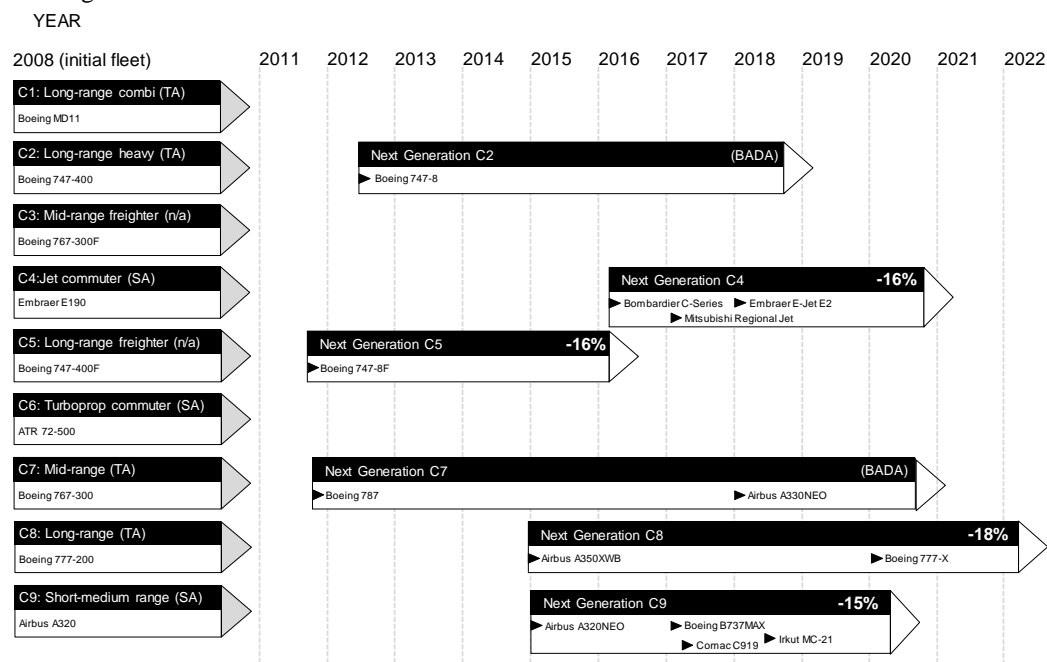 YEAR
2008 (initial fleet) 2011 2012 2013 2014 2015 2016 2017 2018 2019 2020 2021 2022
C1: Long-range combi (TA)
Boeing MD11
C2: Long-range heavy (TA)
Boeing 747-400
Next Generation C2 (BADA)
Boeing 747-8
C3: Mid-range freighter (n/a)
Boeing 767-300F
C4:Jet commuter (SA)
Embraer E190
Next Generation C4 -16%
Bombardier C-Series Embraer E-Jet E2
Mitsubishi Regional Jet
C5: Long-range freighter (n/a)
Boeing 747-400F
Next Generation C5 -16%
Boeing 747-8F
C6: Turboprop commuter (SA)
ATR 72-500
C7: Mid-range (TA)
Boeing 767-300
Next Generation C7 (BADA)
Boeing 787 Airbus A330NEO
C8: Long-range (TA)
Boeing 777-200
Next Generation C8 -18%
Airbus A350XWB Boeing 777-X
C9: Short-medium range (SA)
Airbus A320
Next Generation C9 -15%
Airbus A320NEO Boeing B737MAX
Comac C919 Irkut MC-21